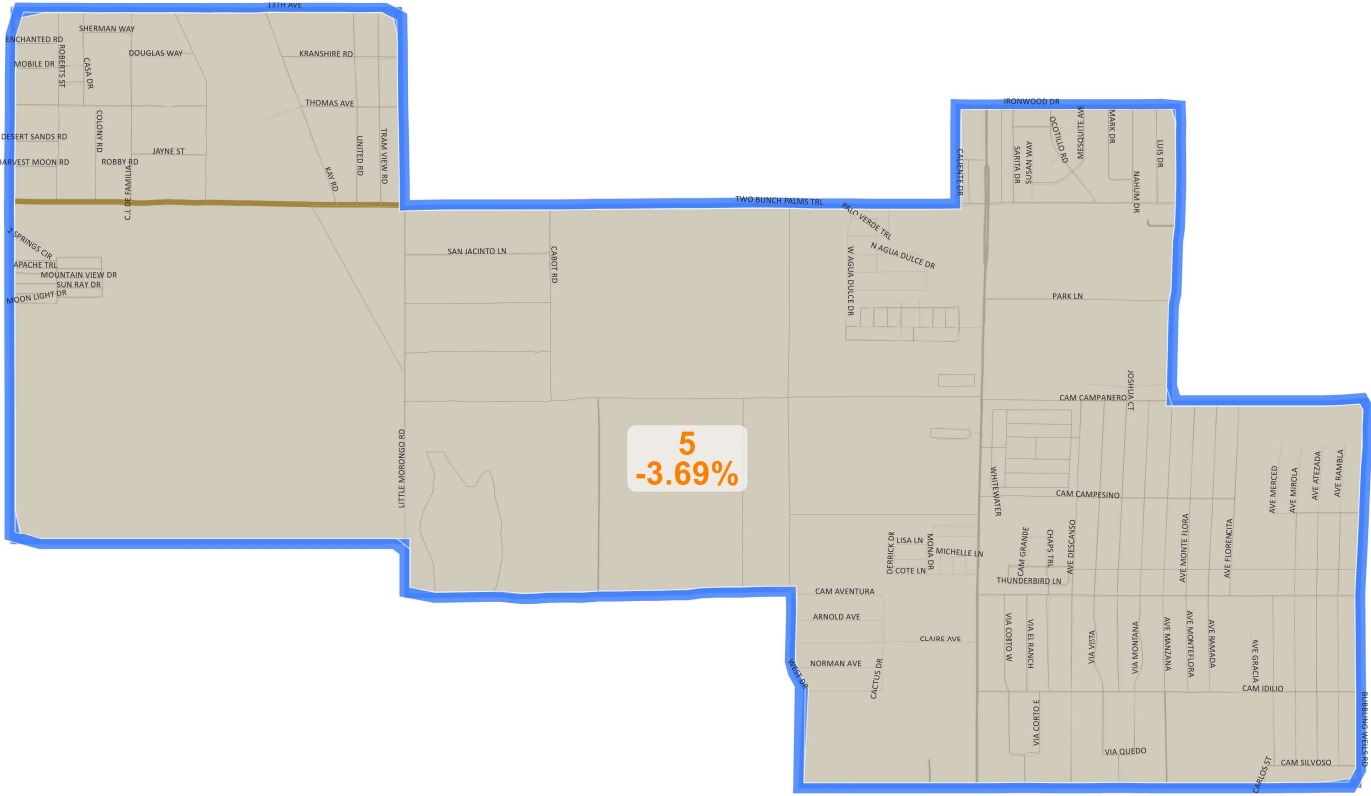 13TH AVE
SHERMAN WAY
ENCHANTED RD
ROBERTS ST
DOUGLAS WAY
KRANSHIRE RD
MOBILE DR
CASA DR
THOMAS AVE
COLONY RD
DESERT SANDS RD
JAYNE ST
UNITED RD
TRAM VIEW RD
HARVEST MOON RD
ROBBY RD
KAY RD
C.T. DE FAMILIA
2 SPRINGS CIR
APACHE TRL
MOUNTAIN VIEW DR
SUN RAY DR
MOON LIGHT DR
IRONWOOD DR
OCOTILLO RD
MESQUITE AVE
MARK DR
CALIENTE DR
SARITA DR
SUSAN WAY
LUIS DR
NAHUM DR
TWO BUNCH PALMS TRL
PALO VERDE TRL
SAN JACINTO LN
CABOT RD
W AGUA DULCE DR
N AGUA DULCE DR
PARK LN
JOSHUA CT
CAM CAMPANERO
LITTLE MORONGO RD
5
-3.69%
WHITEWATER
CAM CAMPESINO
AVE MERCED
AVE MIROLA
AVE ATEZADA
AVE RAMBLA
DERRICK DR
LISA LN
MONA DR
MICHELLE LN
COTE LN
CAM GRANDE
CHAPS TRL
AVE DESCANSO
AVE MONTE FLORA
AVE FLORENCITA
THUNDERBIRD LN
CAM AVENTURA
ARNOLD AVE
CLAIRE AVE
NORMAN AVE
WEST DR
CACTUS DR
VIA CORTO W
VIA EL RANCH
VIA VISTA
VIA MONTANA
AVE MANZANA
AVE MONTEFLORA
AVE RAMADA
AVE GRACIA
CAM IDILIO
VIA CORTO E
VIA QUEDO
CARLOS ST
CAM SILVOSO
BUBBLING WELLS RD